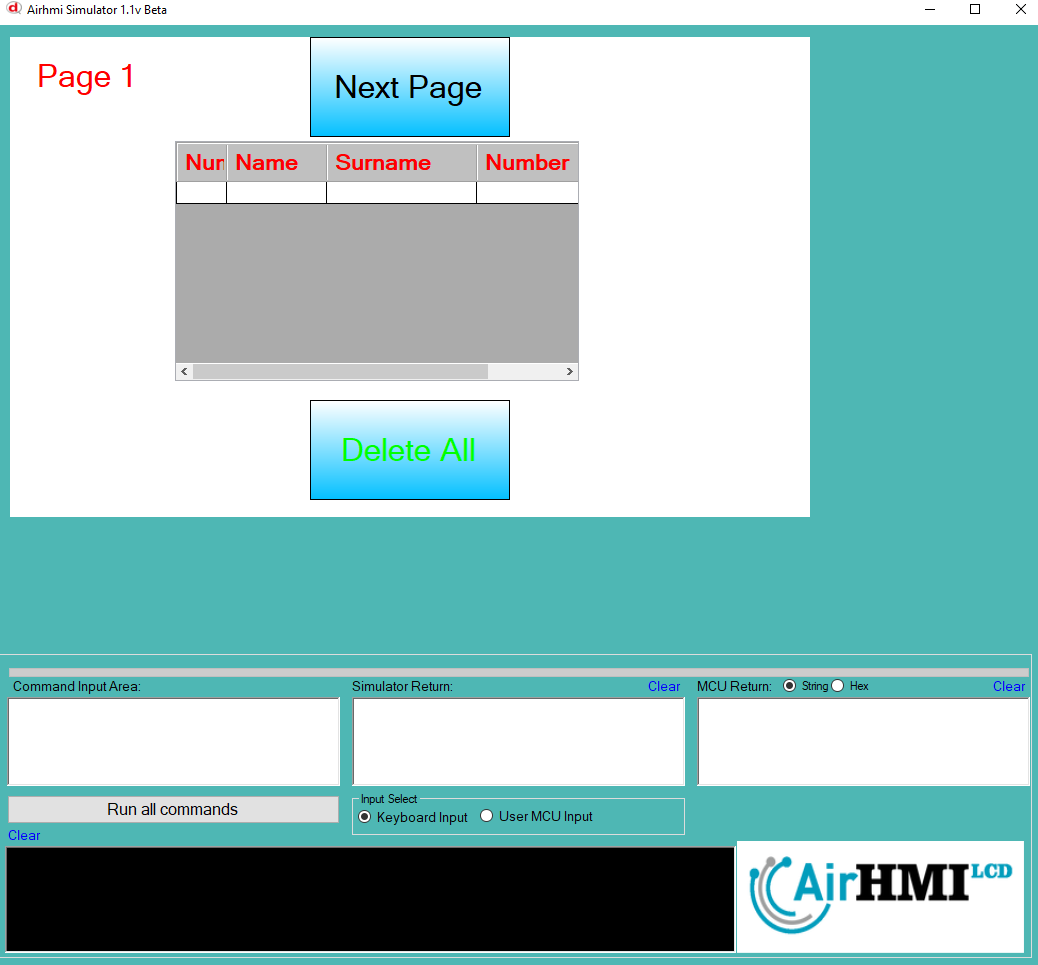 Airhmi Simulator 1.1v Beta
Page 1
Next Page
Nur Name Surname Number
Delete All
Command Input Area:
Simulator Return: Clear
MCU Return: String Hex Clear
Run all commands
Input Select
Keyboard Input User MCU Input
Clear
AirHMI LCD